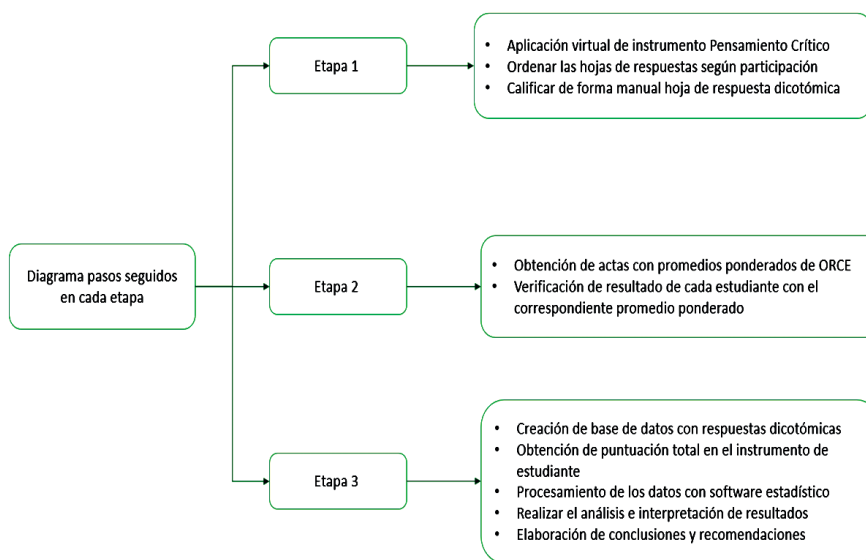 Diagrama pasos seguidos
en cada etapa
Etapa 1
• Aplicación virtual de instrumento Pensamiento Crítico
• Ordenar las hojas de respuestas según participación
• Calificar de forma manual hoja de respuesta dicotómica
Etapa 2
• Obtención de actas con promedios ponderados de ORCE
• Verificación de resultado de cada estudiante con el
correspondiente promedio ponderado
Etapa 3
• Creación de base de datos con respuestas dicotómicas
• Obtención de puntuación total en el instrumento de
estudiante
• Procesamiento de los datos con software estadístico
• Realizar el análisis e interpretación de resultados
• Elaboración de conclusiones y recomendaciones